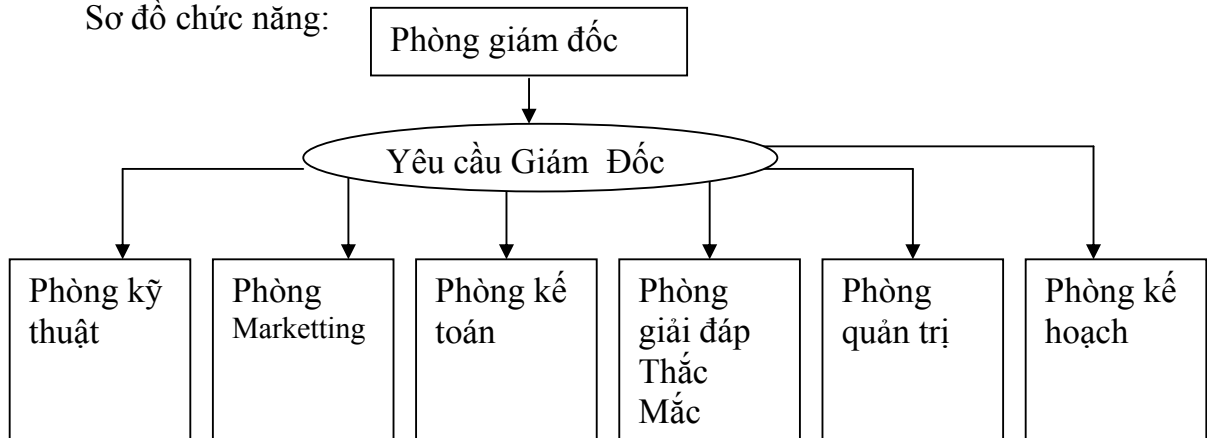 Sơ đồ chức năng:
Phòng giám đốc
Yêu cầu Giám Đốc
Phòng kỹ
thuật
Phòng
Marketting
Phòng kế
toán
Phòng
giải đáp
Thắc
Mắc
Phòng
quản trị
Phòng kế
hoạch